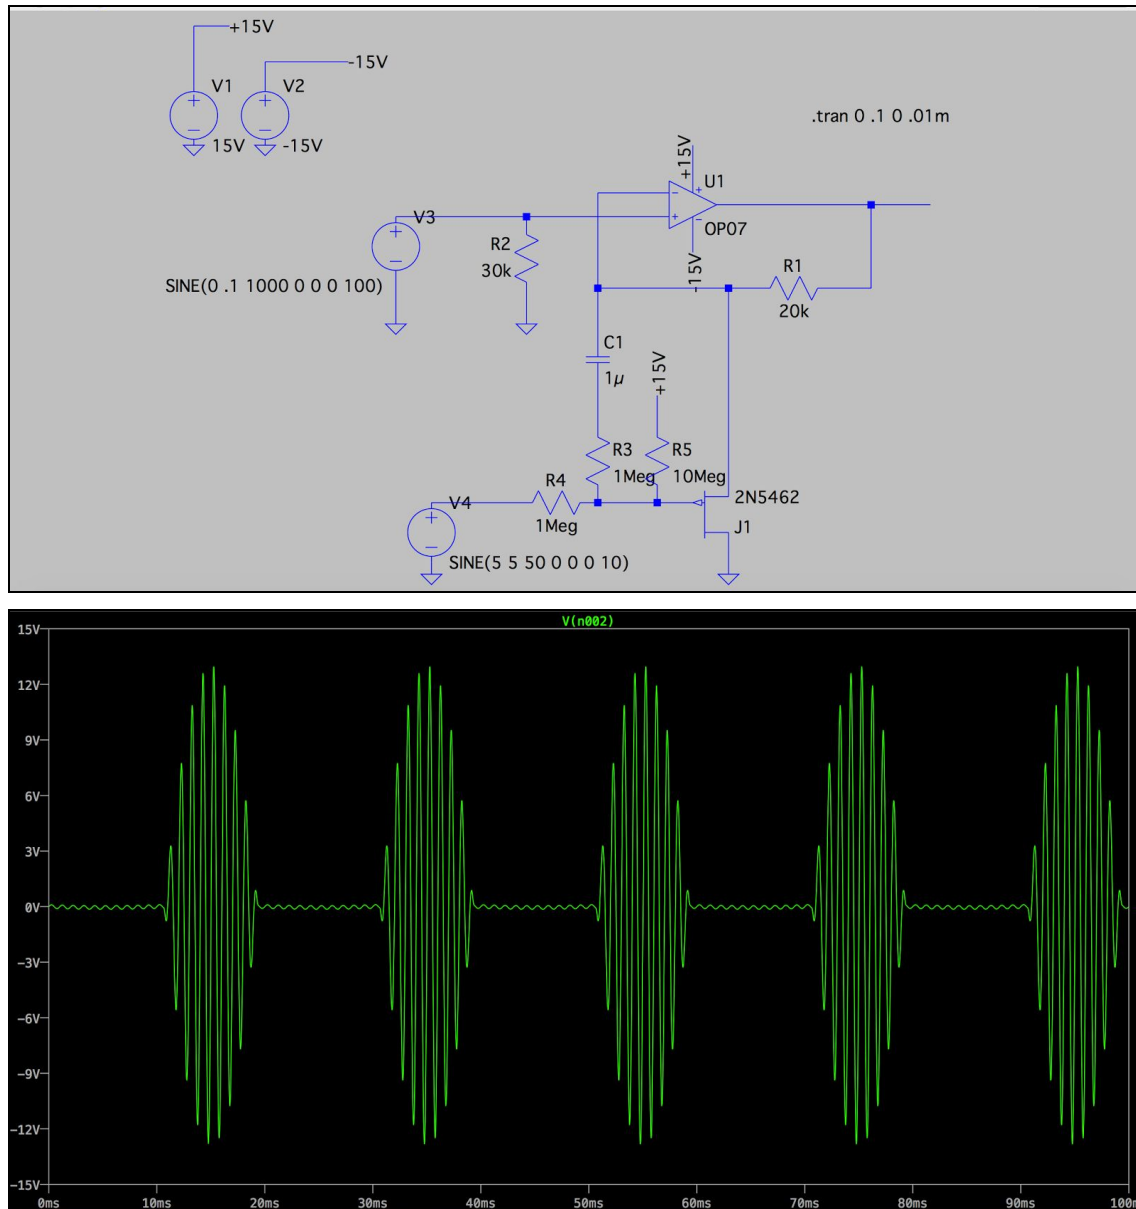 +15V
-15V
V1
V2
15V
-15V
.tran 0 .1 0 .01m
+15V
U1
OP07
-15V
V3
R2
30k
SINE(0 .1 1000 0 0 0 100)
R1
20k
C1
1µ
+15V
R3
1Meg
R5
10Meg
R4
1Meg
V4
SINE(5 5 50 0 0 0 10)
2N5462
J1
V(n002)
15V
12V
9V
6V
3V
0V
-3V
-6V
-9V
-12V
-15V
0ms 10ms 20ms 30ms 40ms 50ms 60ms 70ms 80ms 90ms 100m